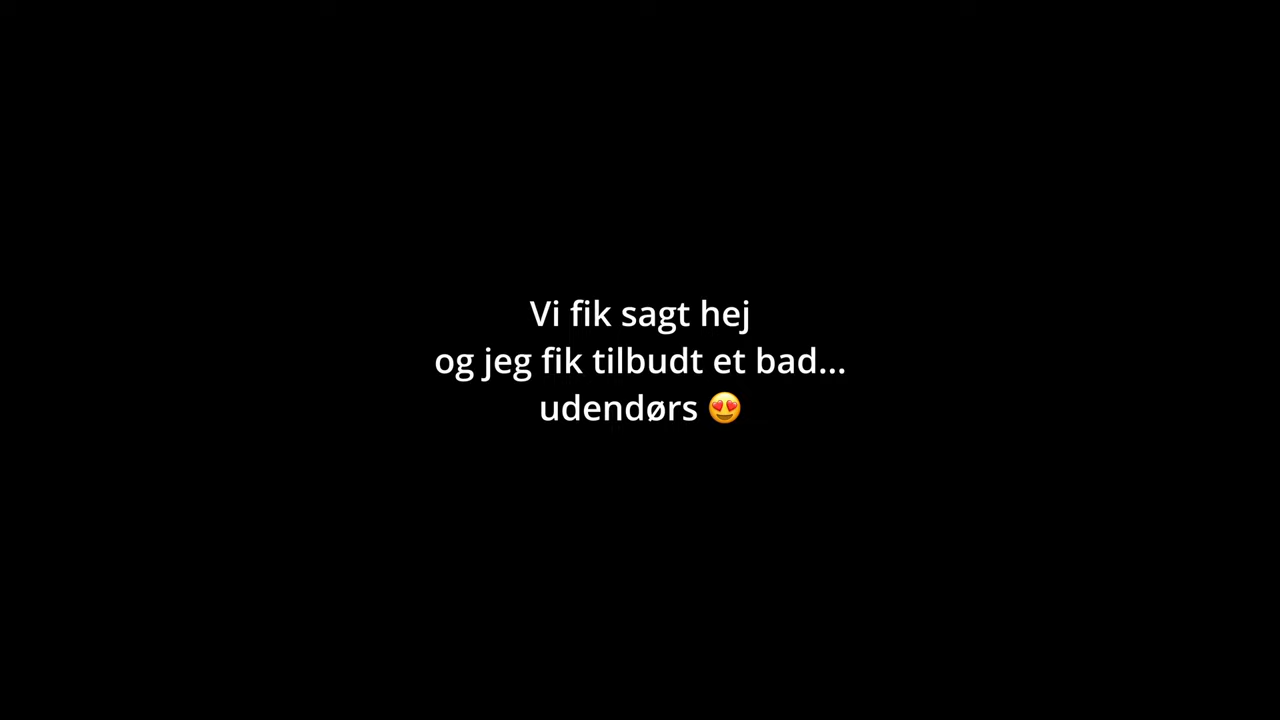 Vi fik sagt hej
og jeg fik tilbudt et bad...
udendørs 😍